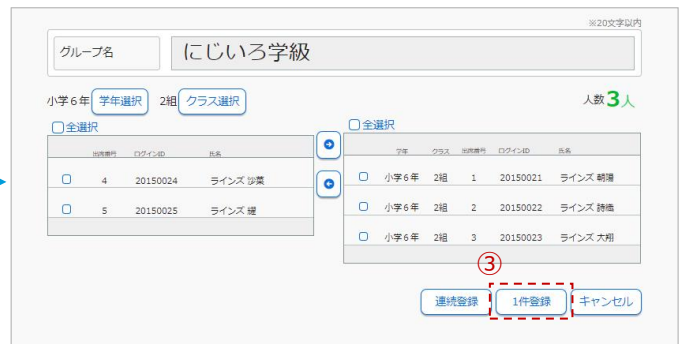 ※20文字以内
グループ名 にじいろ学級
小学6年 学年選択 2組 クラス選択 人数3人
全選択 全選択
出席番号 ログインID 氏名
4 20150024 ラインズ 沙菜
5 20150025 ラインズ 耀
学年 クラス 出席番号 ログインID 氏名
小学6年 2組 1 20150021 ラインズ 朝陽
小学6年 2組 2 20150022 ラインズ
小学6年 2組 3 20150023 ラインズ 大翔
③
連続登録 1件登録 キャンセル